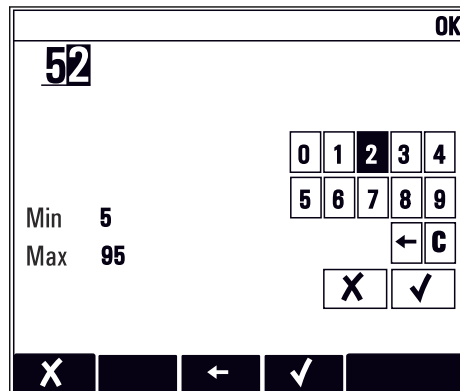 OK
52
0 1 2 3 4
5 6 7 8 9
Min 5
← C
Max 95
X ✓
X ← ✓